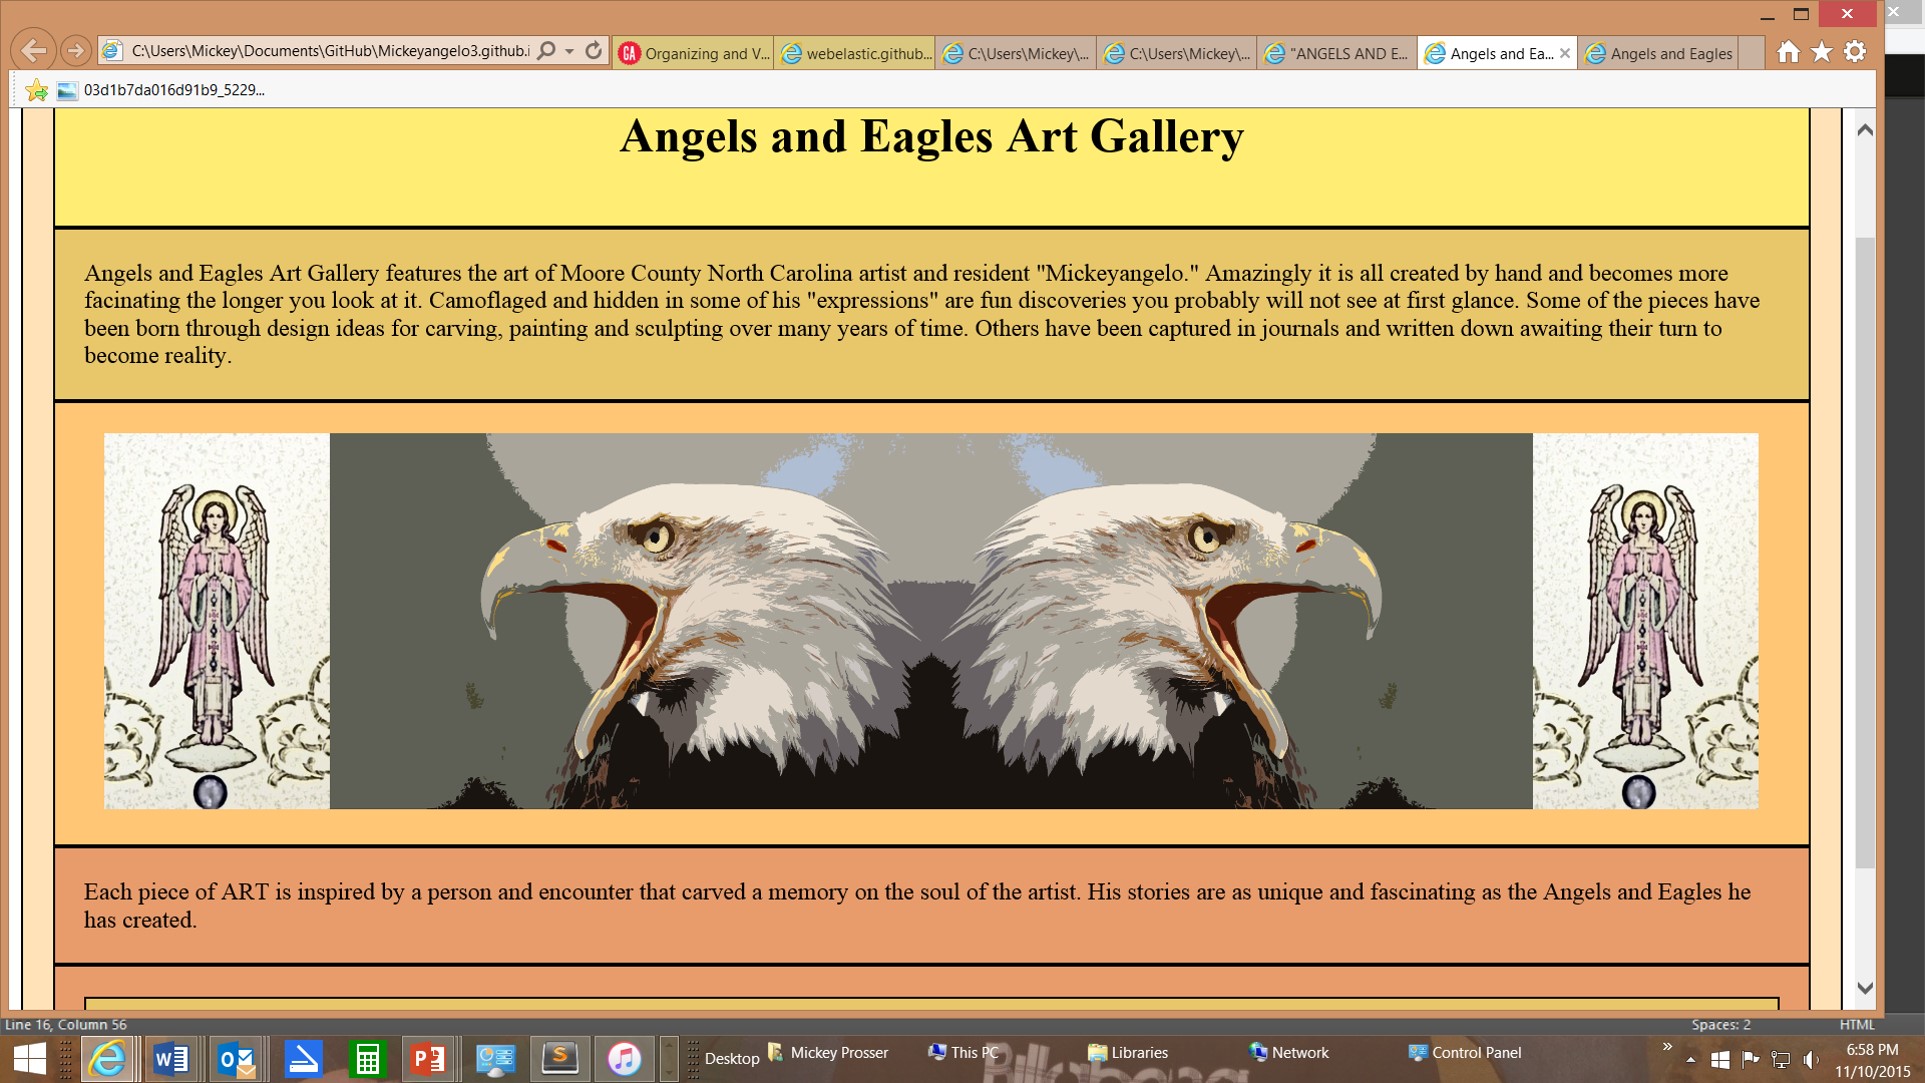 C:\Users\Mickey\Documents\GitHub\Mickeyangelo3.github.i
Organizing and V...
webelastic.github...
C:\Users\Mickey\...
C:\Users\Mickey\...
"ANGELS AND E...
Angels and Ea...
Angels and Eagles
03d1b7da016d91b9_5229...
Angels and Eagles Art Gallery
Angels and Eagles Art Gallery features the art of Moore County North Carolina artist and resident "Mickeyangelo." Amazingly it is all created by hand and becomes more
facinating the longer you look at it. Camoflaged and hidden in some of his "expressions" are fun discoveries you probably will not see at first glance. Some of the pieces have
been born through design ideas for carving, painting and sculpting over many years of time. Others have been captured in journals and written down awaiting their turn to
become reality.
Each piece of ART is inspired by a person and encounter that carved a memory on the soul of the artist. His stories are as unique and fascinating as the Angels and Eagles he
has created.
Line 16, Column 56
Spaces: 2
HTML
Desktop
Mickey Prosser
This PC
Libraries
Network
Control Panel
6:58 PM
11/10/2015